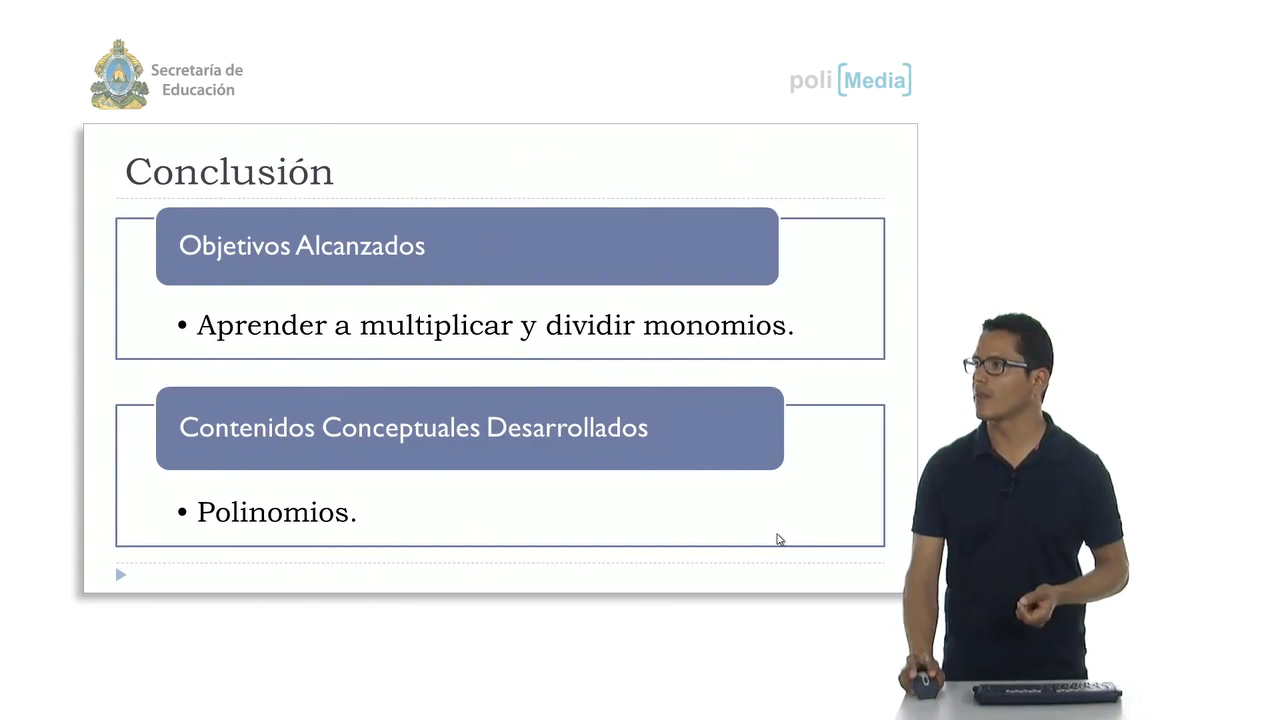 Secretaría de
Educación
poli [Media]
Conclusión
Objetivos Alcanzados
• Aprender a multiplicar y dividir monomios.
Contenidos Conceptuales Desarrollados
• Polinomios.